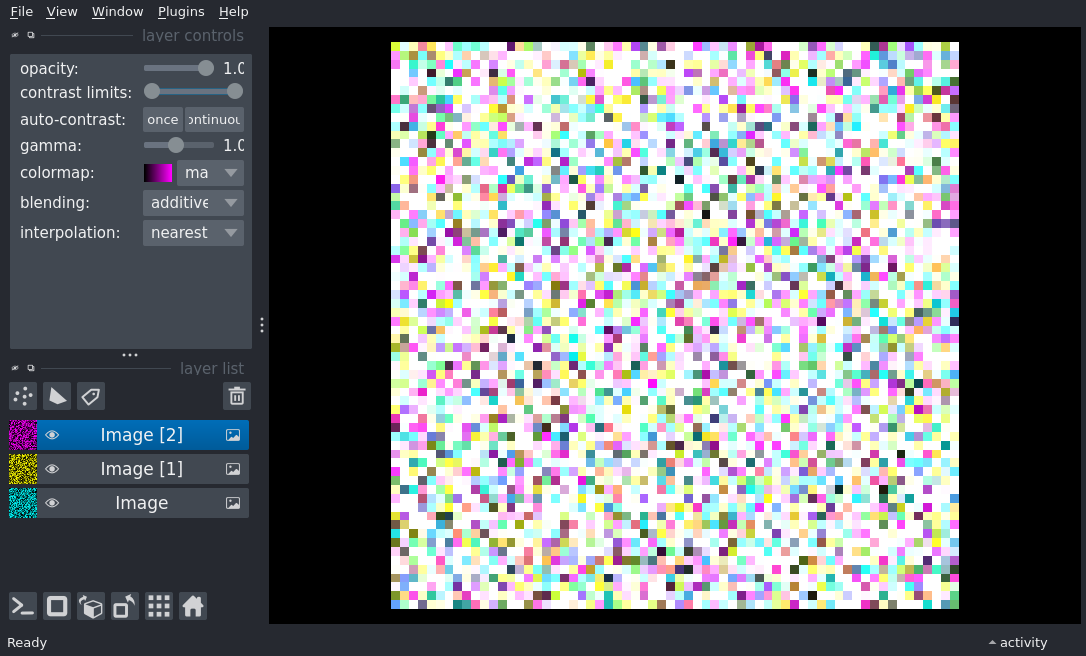 File View Window Plugins Help
layer controls
opacity: 1.0
contrast limits:
auto-contrast: once ontinuou
gamma: 1.0
colormap: ma
blending: additive
interpolation: nearest
layer list
Image [2]
Image [1]
Image
Ready activity